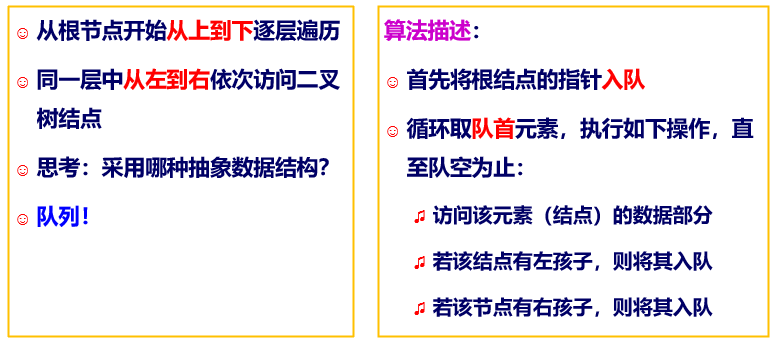 从根节点开始从上到下逐层遍历
同一层中从左到右依次访问二叉
树结点
思考：采用哪种抽象数据结构？
队列！
算法描述：
首先将根结点的指针入队
循环取队首元素，执行如下操作，直
至队空为止：
访问该元素（结点）的数据部分
若该结点有左孩子，则将其入队
若该节点有右孩子，则将其入队